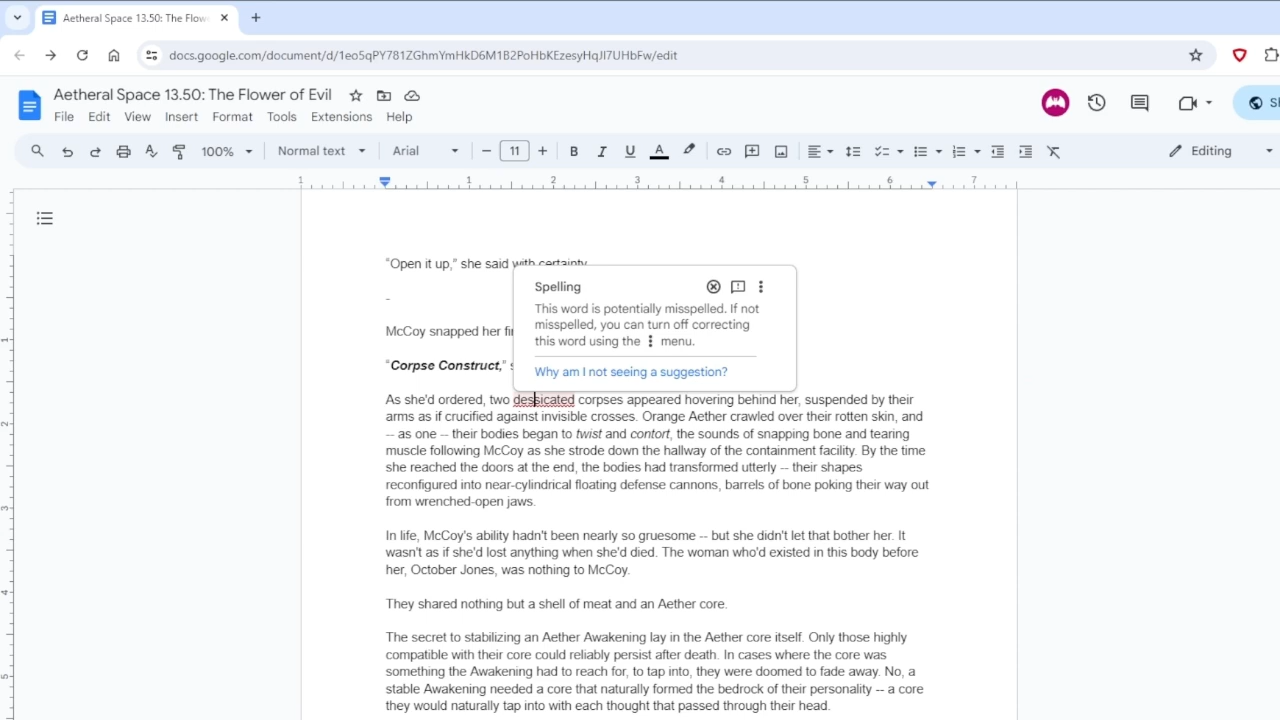 Aetheral Space 13.50: The Flow
docs.google.com/document/d/1eo5qPY781ZGhmYmHkD6M1B2PoHbKEzesyHqJl7UHbFw/edit
Aetheral Space 13.50: The Flower of Evil
File Edit View Insert Format Tools Extensions Help
100% Normal text Arial 11 Editing
1 1 2 3 4 5 6 7
"Open it up," she said with certainty
-
McCoy snapped her
"Corpse Construct,"
Spelling
This word is potentially misspelled. If not
misspelled, you can turn off correcting
this word using the menu.
Why am I not seeing a suggestion?
As she'd ordered, two dessicated corpses appeared hovering behind her, suspended by their
arms as if crucified against invisible crosses. Orange Aether crawled over their rotten skin, and
-- as one -- their bodies began to twist and contort, the sounds of snapping bone and tearing
muscle following McCoy as she strode down the hallway of the containment facility. By the time
she reached the doors at the end, the bodies had transformed utterly -- their shapes
reconfigured into near-cylindrical floating defense cannons, barrels of bone poking their way out
from wrenched-open jaws.
In life, McCoy's ability hadn't been nearly so gruesome -- but she didn't let that bother her. It
wasn't as if she'd lost anything when she'd died. The woman who'd existed in this body before
her, October Jones, was nothing to McCoy.
They shared nothing but a shell of meat and an Aether core.
The secret to stabilizing an Aether Awakening lay in the Aether core itself. Only those highly
compatible with their core could reliably persist after death. In cases where the core was
something the Awakening had to reach for, to tap into, they were doomed to fade away. No, a
stable Awakening needed a core that naturally formed the bedrock of their personality -- a core
they would naturally tap into with each thought that passed through their head.
1
2
3
4
5